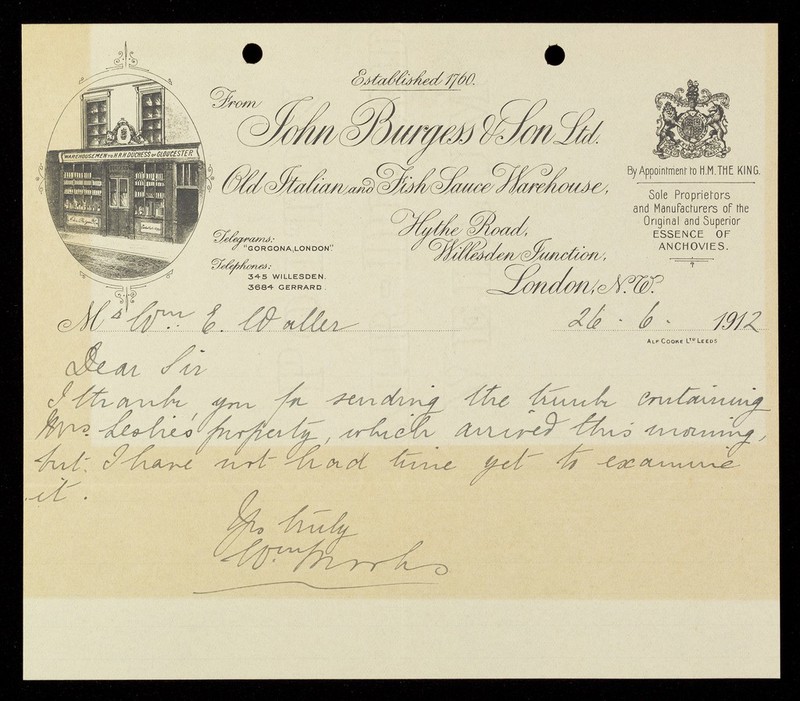 Established 1760.
From
John Burgess & Son Ltd.
Old Italian and Fish Sauce Warehouse,
Hythe Road,
Willesden Junction,
London, N.W.
WAREHOUSEMEN TO H.R.H. DUCHESS OF GLOUCESTER
Telegrams:
"GORGONA, LONDON"
Telephones:
345 WILLESDEN.
3684 GERRARD.
By Appointment to H.M. THE KING.
Sole Proprietors
and Manufacturers of the
Original and Superior
ESSENCE OF
ANCHOVIES.
Wm. E. Waller
26 - 6 - 1912
ALF COOKE LTD LEEDS
Dear Sir
I thank you for sending the trunk containing
Mrs. Leslie's property, which arrived this morning,
but I have not had time yet to examine
it.
Yrs truly
Wm